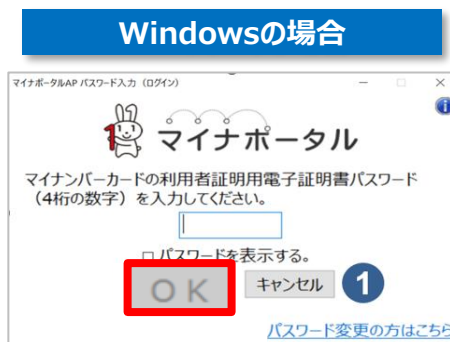 Windowsの場合
マイナポータルAP パスワード入力（ログイン）
マイナポータル
マイナンバーカードの利用者証明用電子証明書パスワード
（4桁の数字）を入力してください。
パスワードを表示する。
OK キャンセル 1
パスワード変更の方はこちら